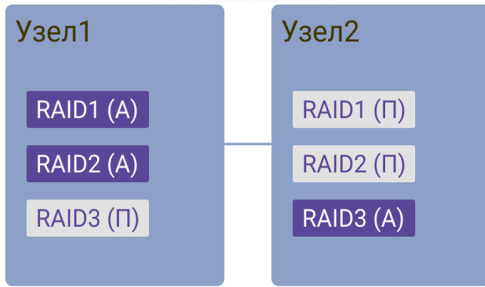 Узел1
RAID1 (А)
RAID2 (А)
RAID3 (П)
Узел2
RAID1 (П)
RAID2 (П)
RAID3 (А)